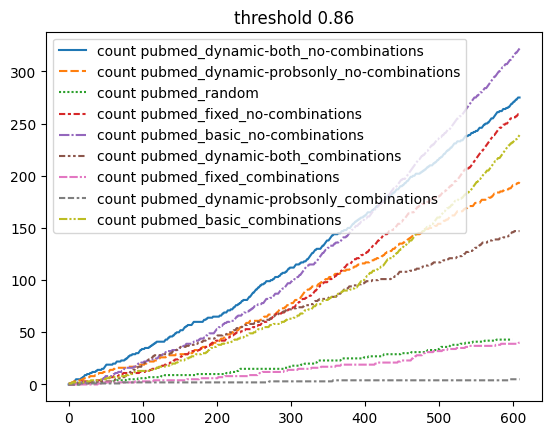 threshold 0.86
count pubmed_dynamic-both_no-combinations
count pubmed_dynamic-probsonly_no-combinations
count pubmed_random
count pubmed_fixed_no-combinations
count pubmed_basic_no-combinations
count pubmed_dynamic-both_combinations
count pubmed_fixed_combinations
count pubmed_dynamic-probsonly_combinations
count pubmed_basic_combinations
300
250
200
150
100
50
0
0 100 200 300 400 500 600